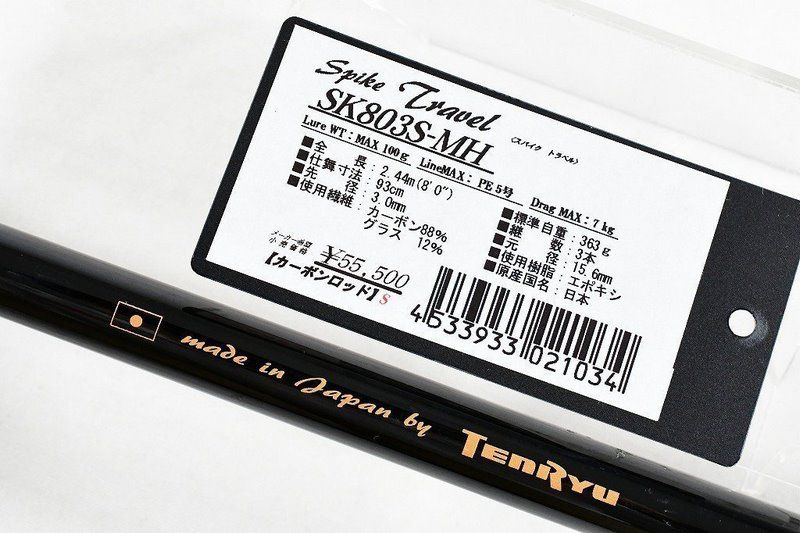 Spike Travel
SK803S-MH
(スパイク トラベル)
Lure WT：MAX 100g LineMAX：PE 5号 Drag MAX：7kg
■全長：2.44m(8'0")
■仕舞寸法：93cm
■先径：3.0mm
■使用繊維：カーボン88%
グラス 12%
■標準自重：363g
■継数：3本
■元径：15.6mm
■使用樹脂：エポキシ
■原産国名：日本
メーカー希望
小売価格
¥55,500
【カーボンロッド】S
4533933021034
made in Japan by TENRYU